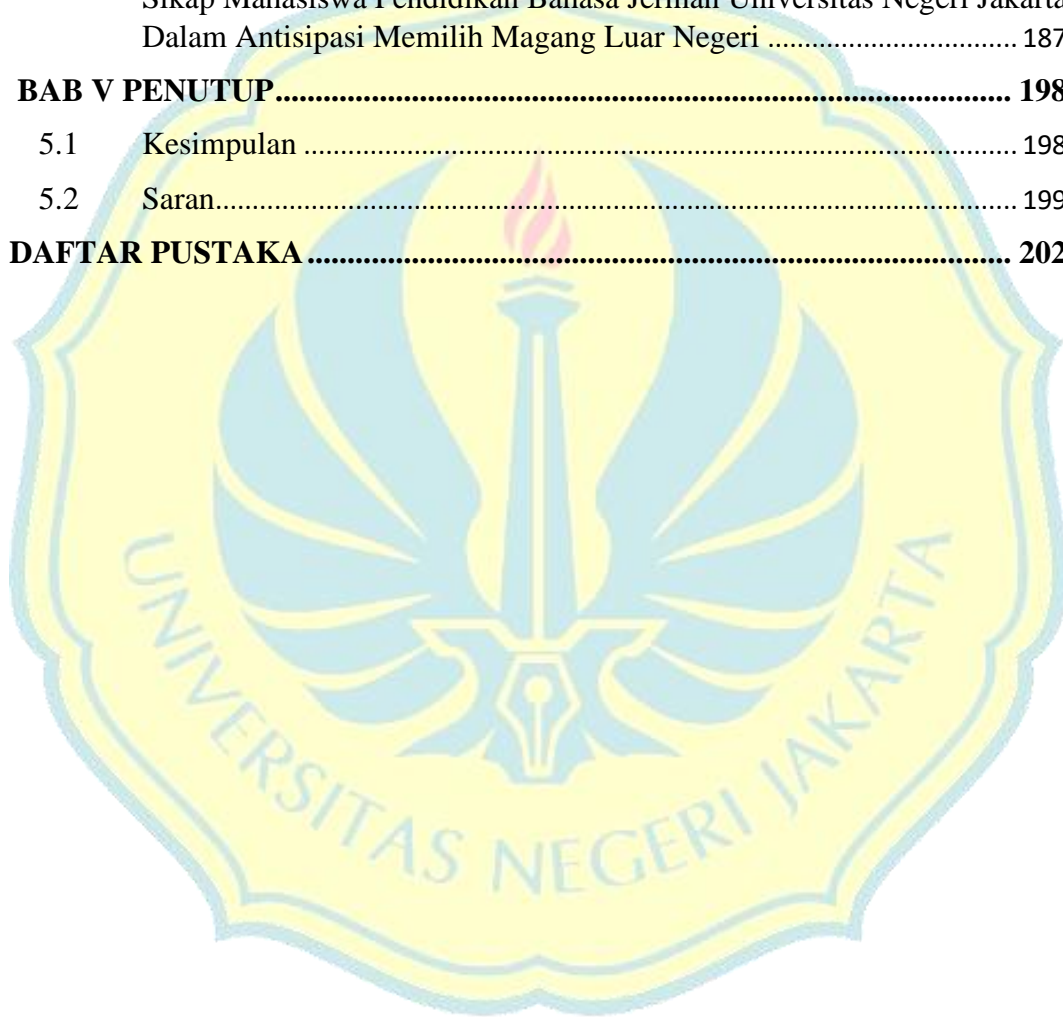 Sikap Mahasiswa Pendidikan Bahasa Jerman Universitas Negeri Jakarta
Dalam Antisipasi Memilih Magang Luar Negeri ................................ 187
BAB V PENUTUP............................................................................................. 198
5.1 Kesimpulan .......................................................................................... 198
5.2 Saran..................................................................................................... 199
DAFTAR PUSTAKA ......................................................................................... 202
UNIVERSITAS NEGERI JAKARTA